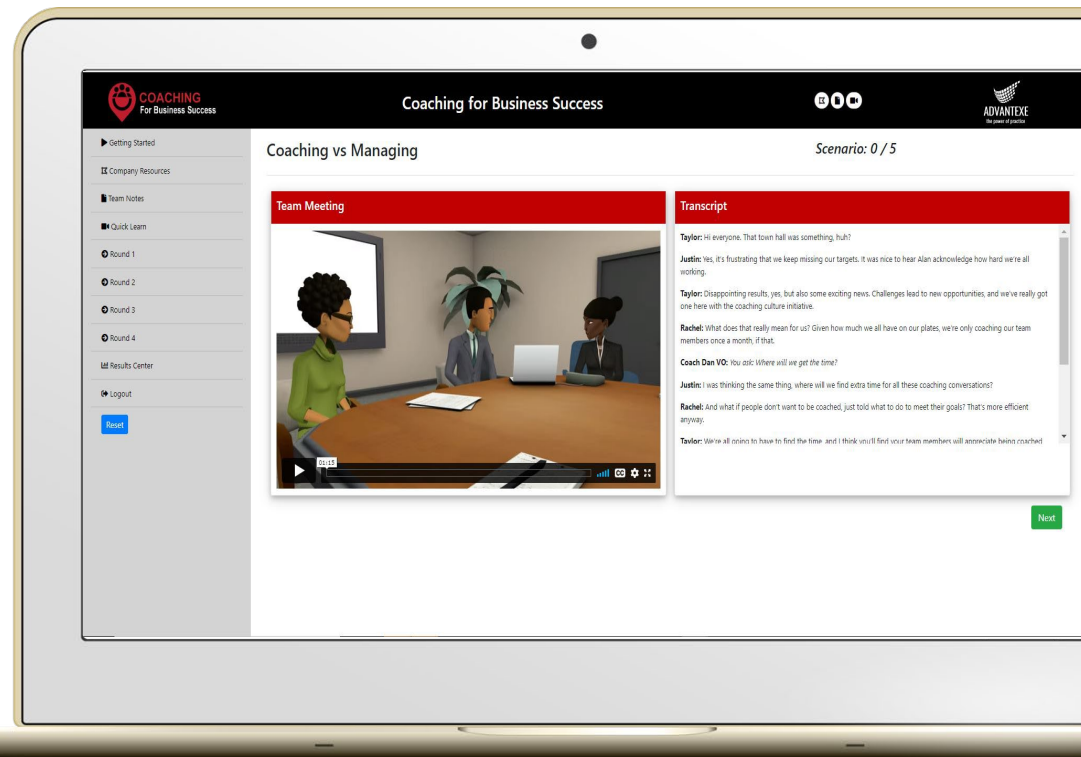 COACHING
For Business Success
Coaching for Business Success
ADVANTEXE
the power of practice
Getting Started
Company Resources
Team Notes
Quick Learn
Round 1
Round 2
Round 3
Round 4
Results Center
Logout
Reset
Coaching vs Managing
Scenario: 0 / 5
Team Meeting
01:15
CC
Transcript
Taylor: Hi everyone. That town hall was something, huh?
Justin: Yes, it's frustrating that we keep missing our targets. It was nice to hear Alan acknowledge how hard we're all
working.
Taylor: Disappointing results, yes, but also some exciting news. Challenges lead to new opportunities, and we've really got
one here with the coaching culture initiative.
Rachel: What does that really mean for us? Given how much we all have on our plates, we're only coaching our team
members once a month, if that.
Coach Dan VO: You ask: Where will we get the time?
Justin: I was thinking the same thing, where will we find extra time for all these coaching conversations?
Rachel: And what if people don't want to be coached, just told what to do to meet their goals? That's more efficient
anyway.
Taylor: We're all going to have to find the time, and I think you'll find your team members will appreciate being coached
Next